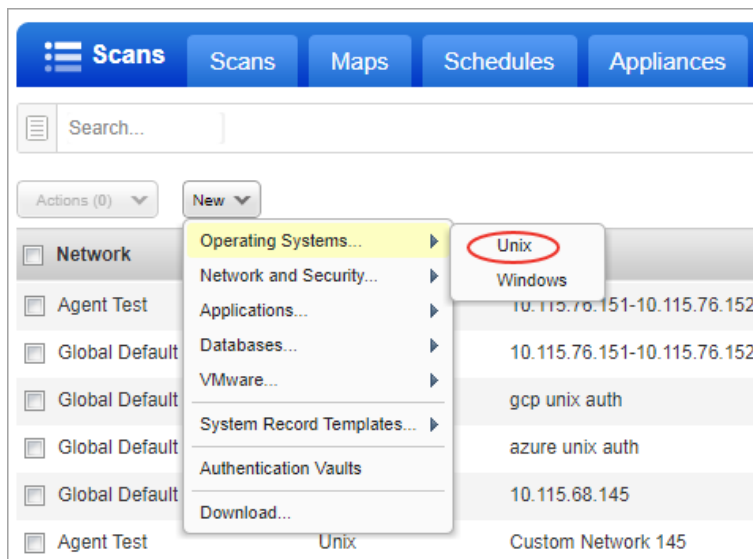 Scans Scans Maps Schedules Appliances
Search...
Actions (0) New
Network
Operating Systems...
Unix
Network and Security...
Windows
Agent Test
Applications...
10.115.76.151-10.115.76.152
Global Default
Databases...
10.115.76.151-10.115.76.152
VMware...
Global Default
gcp unix auth
System Record Templates...
Global Default
azure unix auth
Authentication Vaults
Global Default
10.115.68.145
Download...
Agent Test Unix Custom Network 145